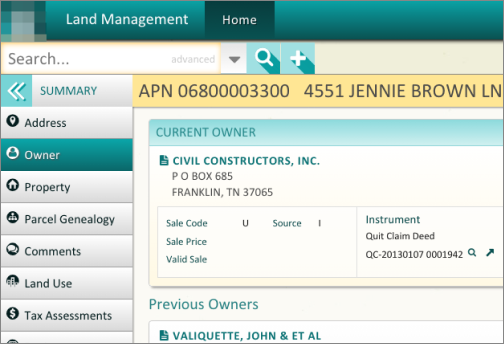 Land Management Home
Search... advanced
SUMMARY
APN 06800003300 4551 JENNIE BROWN LN
Address
Owner
Property
Parcel Genealogy
Comments
Land Use
Tax Assessments
CURRENT OWNER
CIVIL CONSTRUCTORS, INC.
P O BOX 685
FRANKLIN, TN 37065
Sale Code U Source I
Sale Price
Valid Sale
Instrument
Quit Claim Deed
QC-20130107 0001942
Previous Owners
VALIQUETTE, JOHN & ET AL